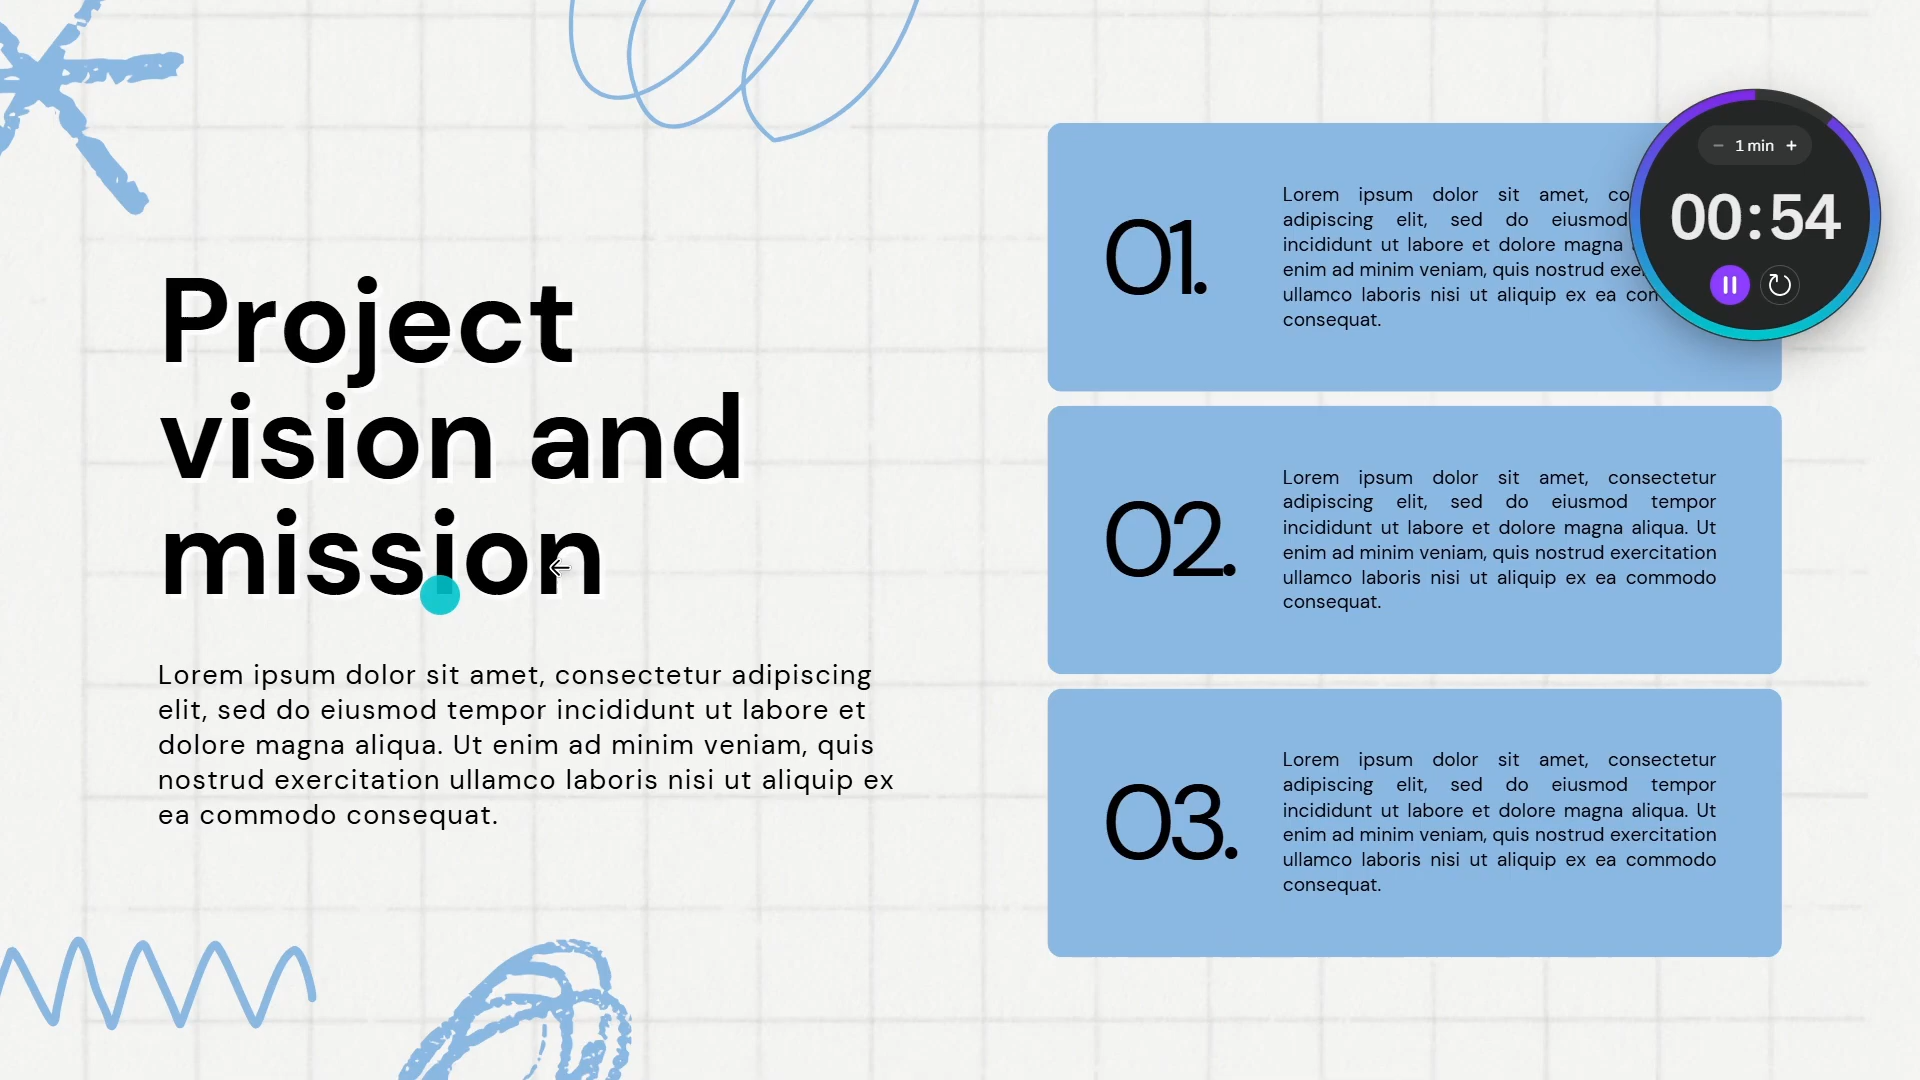 Project
vision and
mission
Lorem ipsum dolor sit amet, consectetur adipiscing
elit, sed do eiusmod tempor incididunt ut labore et
dolore magna aliqua. Ut enim ad minim veniam, quis
nostrud exercitation ullamco laboris nisi ut aliquip ex
ea commodo consequat.
01.
Lorem ipsum dolor sit amet,
adipiscing elit, sed do eiusmod
incididunt ut labore et dolore magna
enim ad minim veniam, quis nostrud
ullamco laboris nisi ut aliquip ex ea
consequat.
1 min
00:54
02.
Lorem ipsum dolor sit amet, consectetur
adipiscing elit, sed do eiusmod tempor
incididunt ut labore et dolore magna aliqua. Ut
enim ad minim veniam, quis nostrud exercitation
ullamco laboris nisi ut aliquip ex ea commodo
consequat.
03.
Lorem ipsum dolor sit amet, consectetur
adipiscing elit, sed do eiusmod tempor
incididunt ut labore et dolore magna aliqua. Ut
enim ad minim veniam, quis nostrud exercitation
ullamco laboris nisi ut aliquip ex ea commodo
consequat.